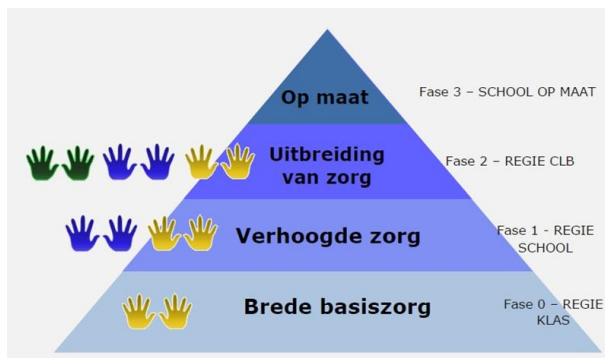 Op maat
Fase 3 – SCHOOL OP MAAT
Uitbreiding
van zorg
Fase 2 – REGIE CLB
Verhoogde zorg
Fase 1 - REGIE
SCHOOL
Brede basiszorg
Fase 0 – REGIE
KLAS